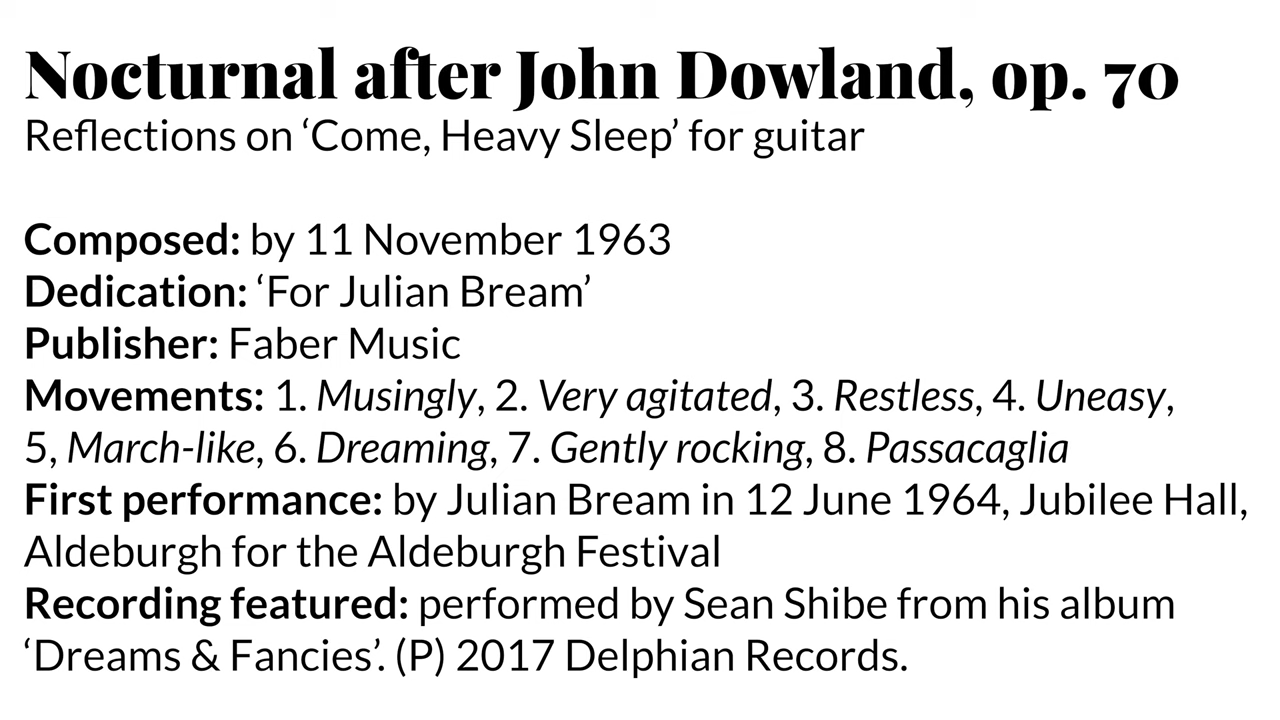 Nocturnal after John Dowland, op. 70
Reflections on ‘Come, Heavy Sleep’ for guitar
Composed: by 11 November 1963
Dedication: ‘For Julian Bream’
Publisher: Faber Music
Movements: 1. Musingly, 2. Very agitated, 3. Restless, 4. Uneasy,
5, March-like, 6. Dreaming, 7. Gently rocking, 8. Passacaglia
First performance: by Julian Bream in 12 June 1964, Jubilee Hall,
Aldeburgh for the Aldeburgh Festival
Recording featured: performed by Sean Shibe from his album
‘Dreams & Fancies’. (P) 2017 Delphian Records.